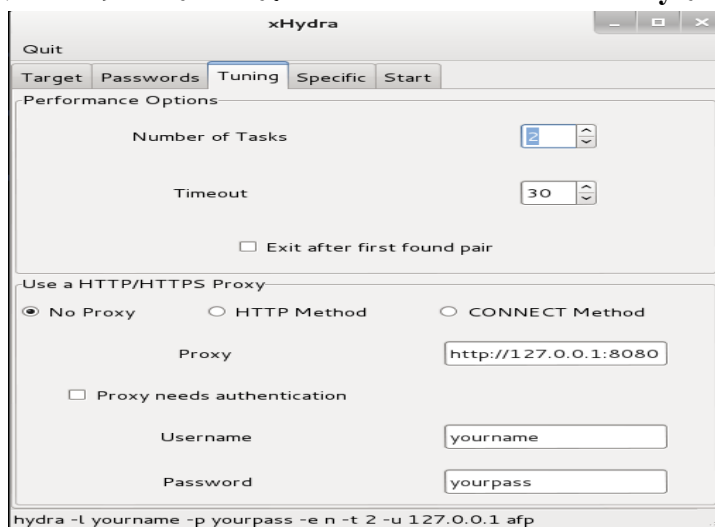 xHydra
Quit
Target Passwords Tuning Specific Start
Performance Options
Number of Tasks 2
Timeout 30
Exit after first found pair
Use a HTTP/HTTPS Proxy
No Proxy HTTP Method CONNECT Method
Proxy http://127.0.0.1:8080
Proxy needs authentication
Username yourname
Password yourpass
hydra -l yourname -p yourpass -e n -t 2 -u 127.0.0.1 afp